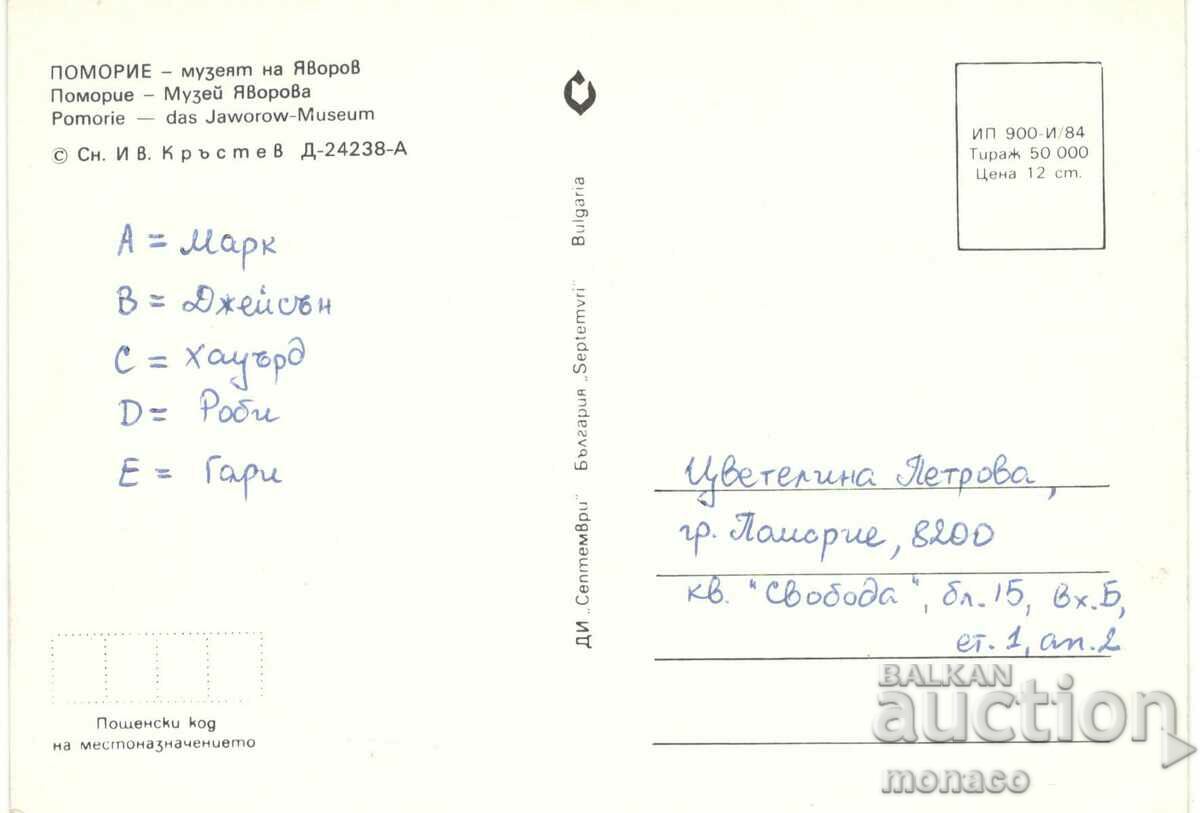 ПОМОРИЕ – музеят на Яворов
Поморие – Музей Яворова
Pomorie — das Jaworow-Museum
© Сн. Ив. Кръстев Д-24238-А
А = Марк
B = Джейсън
C = Хауърд
D = Роби
E = Гари
Пощенски код
на местоназначението
ДИ „Септември" България „Septemvri" Bulgaria
ИП 900-И/84
Тираж 50 000
Цена 12 ст.
Цветелина Петрова,
гр. Поморие, 8200
кв. "Свобода", бл. 15, вх. Б,
ет. 1, ап. 2
BALKAN
auction
monaco